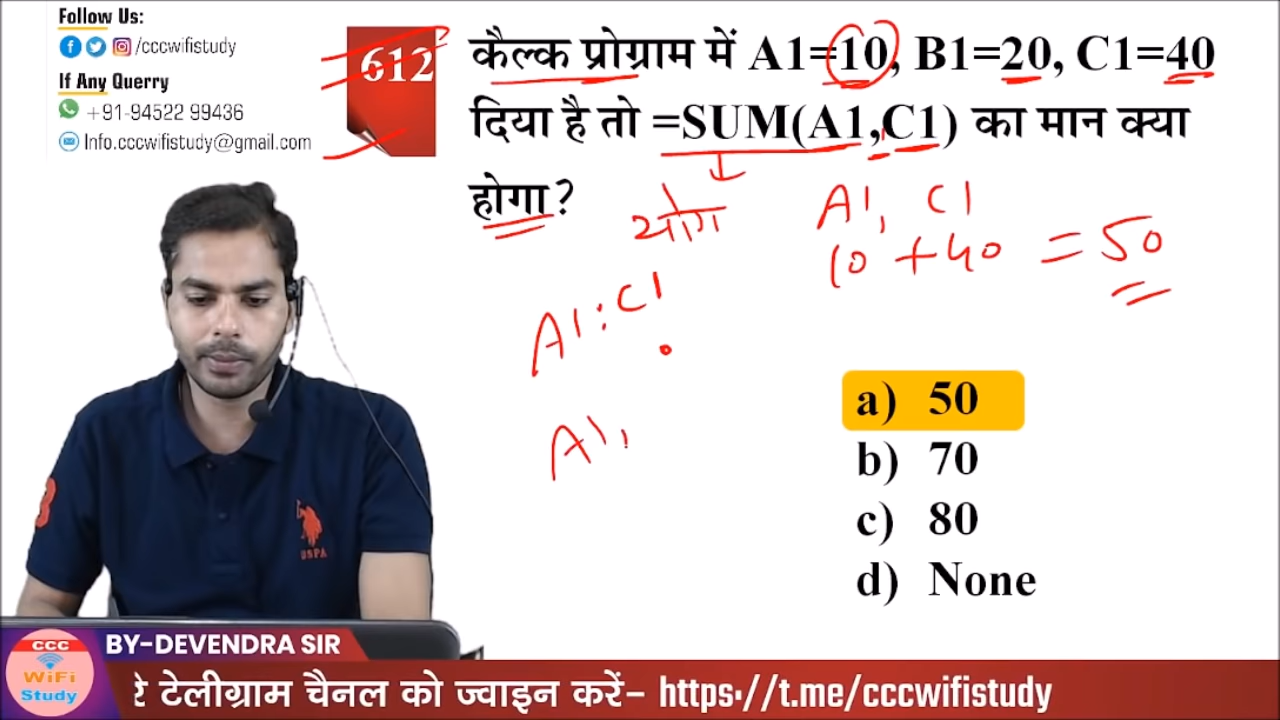 Follow Us:
/cccwifistudy
If Any Querry
+91-94522 99436
Info.cccwifistudy@gmail.com
612
कैल्क प्रोग्राम में A1=10, B1=20, C1=40
दिया है तो =SUM(A1,C1) का मान क्या
होगा?
योग
A1, C1
10 + 40 = 50
A1:C1
A1,
a) 50
b) 70
c) 80
d) None
3
USPA
CCC
WiFi
Study
BY-DEVENDRA SIR
रे टेलीग्राम चैनल को ज्वाइन करें– https://t.me/cccwifistudy